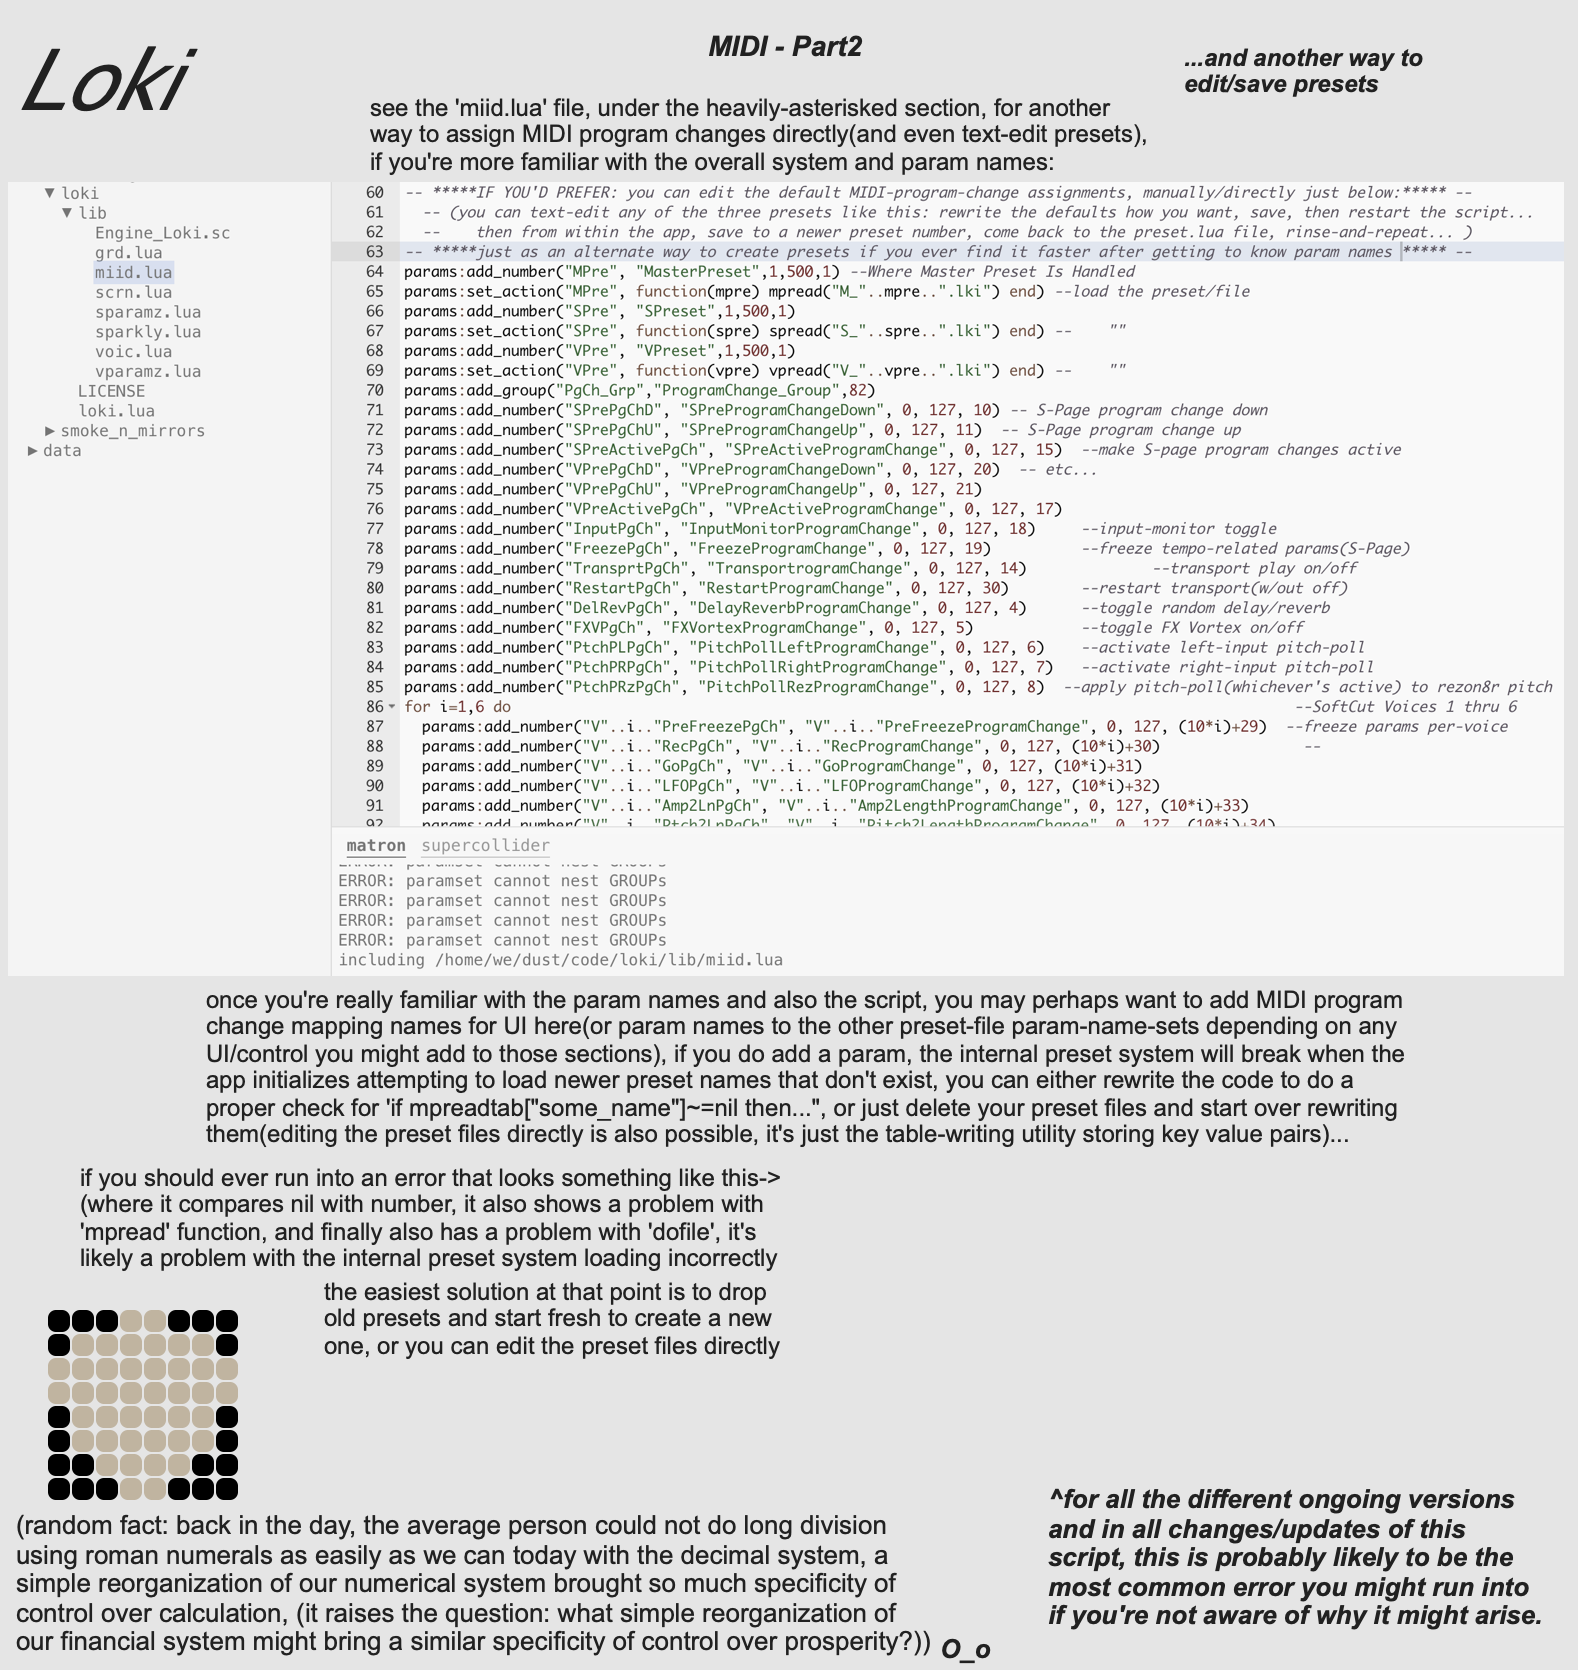 Loki
MIDI - Part2
...and another way to
edit/save presets
see the 'miid.lua' file, under the heavily-asterisked section, for another
way to assign MIDI program changes directly(and even text-edit presets),
if you're more familiar with the overall system and param names:
▼ loki
▼ lib
Engine_Loki.sc
grd.lua
miid.lua
scrn.lua
sparamz.lua
sparkly.lua
voic.lua
vparamz.lua
LICENSE
loki.lua
▶ smoke_n_mirrors
▶ data
60 -- *****IF YOU'D PREFER: you can edit the default MIDI-program-change assignments, manually/directly just below:***** --
61 -- (you can text-edit any of the three presets like this: rewrite the defaults how you want, save, then restart the script...
62 -- then from within the app, save to a newer preset number, come back to the preset.lua file, rinse-and-repeat... )
63 -- *****just as an alternate way to create presets if you ever find it faster after getting to know param names ***** --
64 params:add_number("MPre", "MasterPreset",1,500,1) --Where Master Preset Is Handled
65 params:set_action("MPre", function(mpre) mpread("M_"..mpre..".lki") end) --load the preset/file
66 params:add_number("SPre", "SPreset",1,500,1)
67 params:set_action("SPre", function(spre) spread("S_"..spre..".lki") end) -- ""
68 params:add_number("VPre", "VPreset",1,500,1)
69 params:set_action("VPre", function(vpre) vpread("V_"..vpre..".lki") end) -- ""
70 params:add_group("PgCh_Grp","ProgramChange_Group",82)
71 params:add_number("SPrePgChD", "SPreProgramChangeDown", 0, 127, 10) -- S-Page program change down
72 params:add_number("SPrePgChU", "SPreProgramChangeUp", 0, 127, 11) -- S-Page program change up
73 params:add_number("SPreActivePgCh", "SPreActiveProgramChange", 0, 127, 15) --make S-page program changes active
74 params:add_number("VPrePgChD", "VPreProgramChangeDown", 0, 127, 20) -- etc...
75 params:add_number("VPrePgChU", "VPreProgramChangeUp", 0, 127, 21)
76 params:add_number("VPreActivePgCh", "VPreActiveProgramChange", 0, 127, 17)
77 params:add_number("InputPgCh", "InputMonitorProgramChange", 0, 127, 18) --input-monitor toggle
78 params:add_number("FreezePgCh", "FreezeProgramChange", 0, 127, 19) --freeze tempo-related params(S-Page)
79 params:add_number("TransprtPgCh", "TransportrogramChange", 0, 127, 14) --transport play on/off
80 params:add_number("RestartPgCh", "RestartProgramChange", 0, 127, 30) --restart transport(w/out off)
81 params:add_number("DelRevPgCh", "DelayReverbProgramChange", 0, 127, 4) --toggle random delay/reverb
82 params:add_number("FXVPgCh", "FXVortexProgramChange", 0, 127, 5) --toggle FX Vortex on/off
83 params:add_number("PtchPLPgCh", "PitchPollLeftProgramChange", 0, 127, 6) --activate left-input pitch-poll
84 params:add_number("PtchPRPgCh", "PitchPollRightProgramChange", 0, 127, 7) --activate right-input pitch-poll
85 params:add_number("PtchPRzPgCh", "PitchPollRezProgramChange", 0, 127, 8) --apply pitch-poll(whichever's active) to rezon8r pitch
86 for i=1,6 do --SoftCut Voices 1 thru 6
87 params:add_number("V"..i.."PreFreezePgCh", "V"..i.."PreFreezeProgramChange", 0, 127, (10*i)+29) --freeze params per-voice
88 params:add_number("V"..i.."RecPgCh", "V"..i.."RecProgramChange", 0, 127, (10*i)+30) --
89 params:add_number("V"..i.."GoPgCh", "V"..i.."GoProgramChange", 0, 127, (10*i)+31)
90 params:add_number("V"..i.."LFOPgCh", "V"..i.."LFOProgramChange", 0, 127, (10*i)+32)
91 params:add_number("V"..i.."Amp2LnPgCh", "V"..i.."Amp2LengthProgramChange", 0, 127, (10*i)+33)
92 params:add_number("V"..i.."Ptch2LnPgCh", "V"..i.."Pitch2LengthProgramChange", 0, 127, (10*i)+34)
matron supercollider
ERROR: paramset cannot nest GROUPs
ERROR: paramset cannot nest GROUPs
ERROR: paramset cannot nest GROUPs
ERROR: paramset cannot nest GROUPs
ERROR: paramset cannot nest GROUPs
including /home/we/dust/code/loki/lib/miid.lua
once you're really familiar with the param names and also the script, you may perhaps want to add MIDI program
change mapping names for UI here(or param names to the other preset-file param-name-sets depending on any
UI/control you might add to those sections), if you do add a param, the internal preset system will break when the
app initializes attempting to load newer preset names that don't exist, you can either rewrite the code to do a
proper check for 'if mpreadtab["some_name"]~=nil then...", or just delete your preset files and start over rewriting
them(editing the preset files directly is also possible, it's just the table-writing utility storing key value pairs)...
if you should ever run into an error that looks something like this->
(where it compares nil with number, it also shows a problem with
'mpread' function, and finally also has a problem with 'dofile', it's
likely a problem with the internal preset system loading incorrectly
the easiest solution at that point is to drop
old presets and start fresh to create a new
one, or you can edit the preset files directly
(random fact: back in the day, the average person could not do long division
using roman numerals as easily as we can today with the decimal system, a
simple reorganization of our numerical system brought so much specificity of
control over calculation, (it raises the question: what simple reorganization of
our financial system might bring a similar specificity of control over prosperity?)) O_o
^for all the different ongoing versions
and in all changes/updates of this
script, this is probably likely to be the
most common error you might run into
if you're not aware of why it might arise.